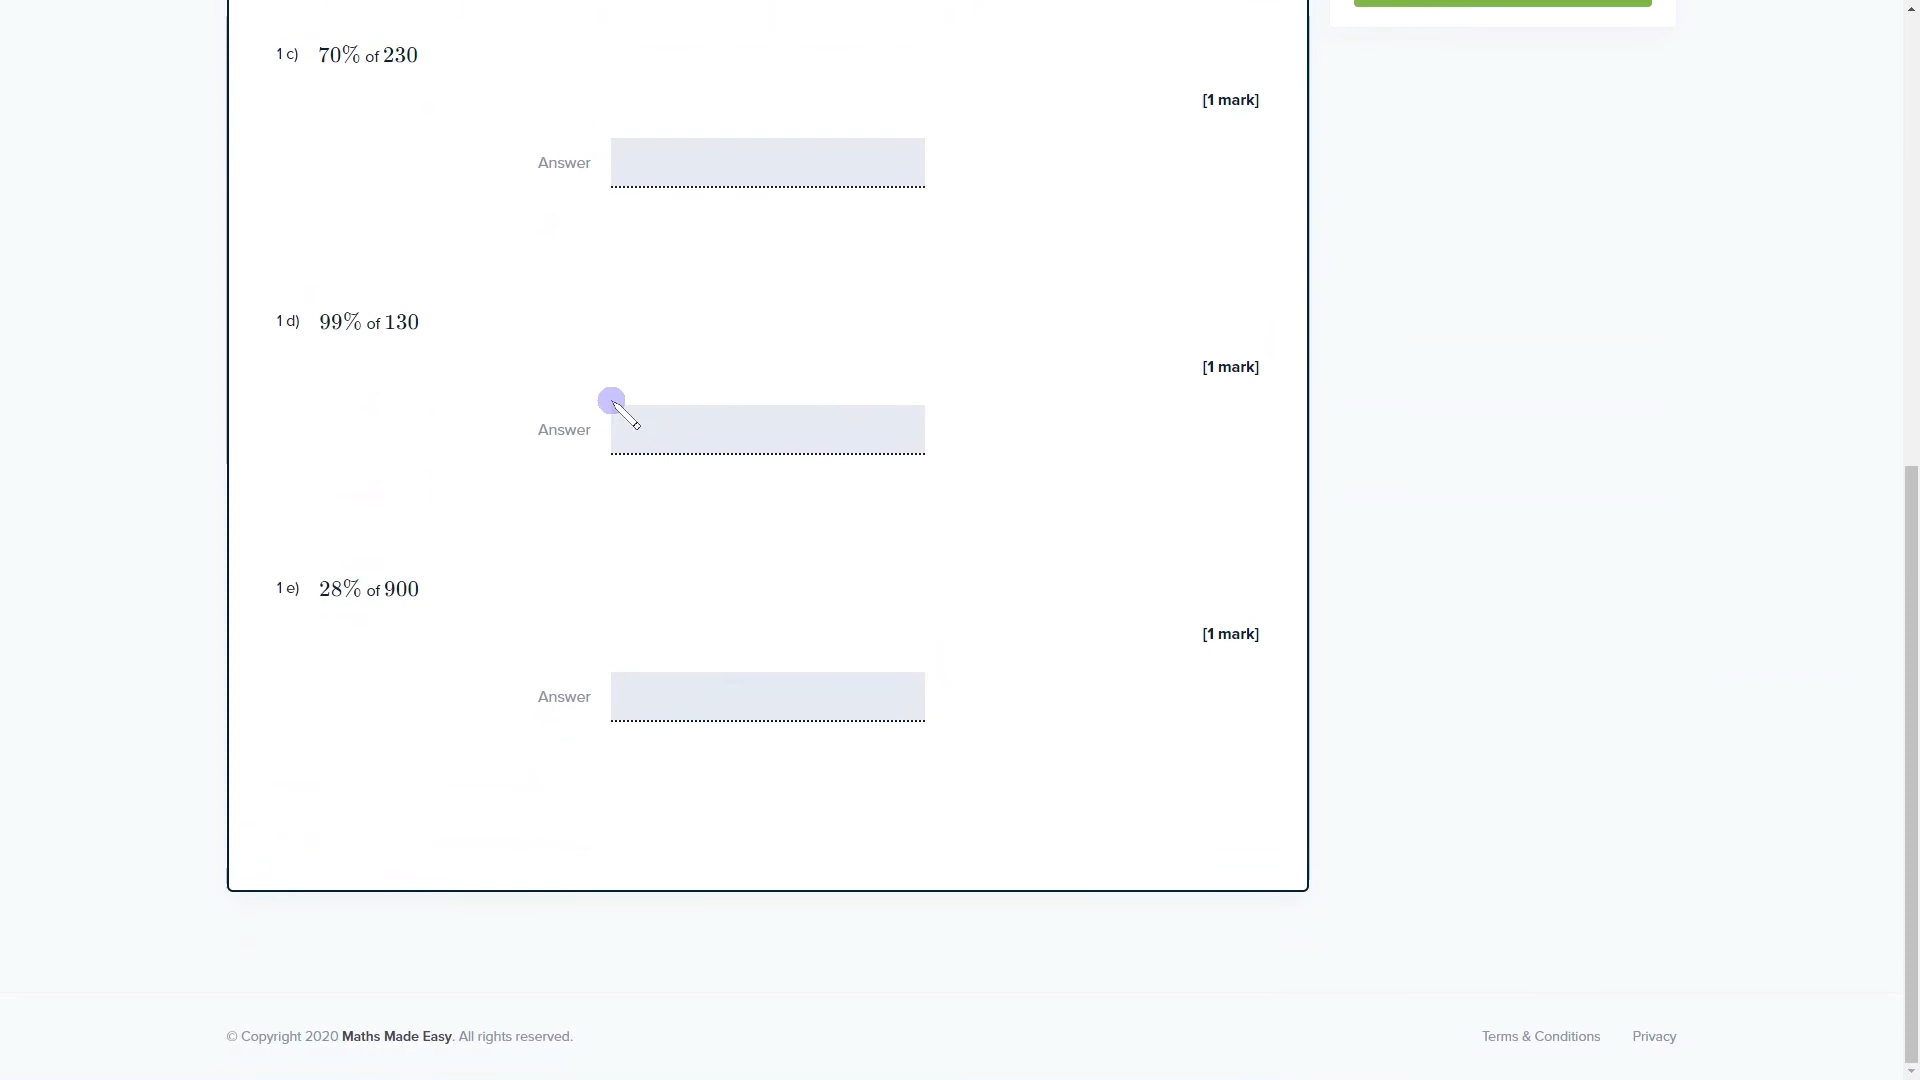 1 c) 70% of 230
[1 mark]
Answer
1 d) 99% of 130
[1 mark]
Answer
1 e) 28% of 900
[1 mark]
Answer
© Copyright 2020 Maths Made Easy. All rights reserved.
Terms & Conditions Privacy